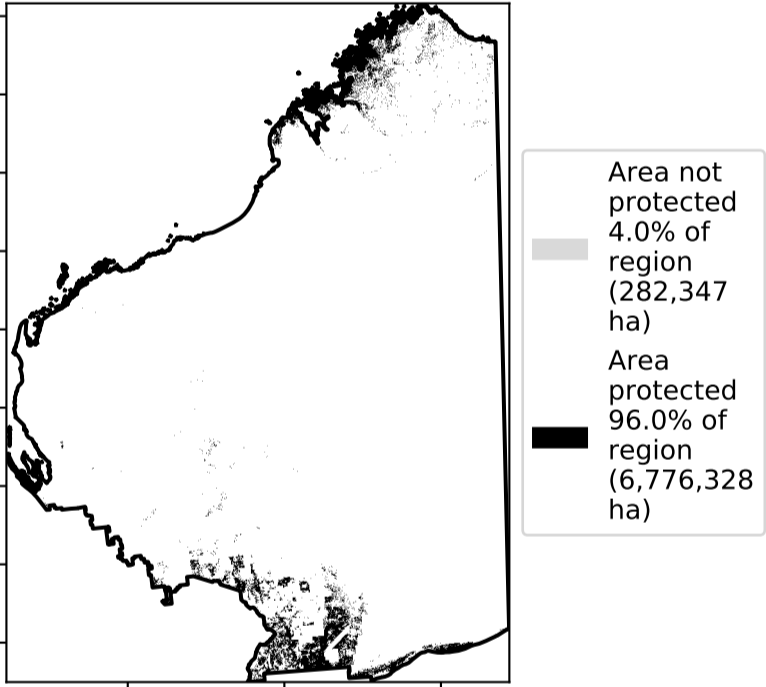 Area not
protected
4.0% of
region
(282,347
ha)
Area
protected
96.0% of
region
(6,776,328
ha)